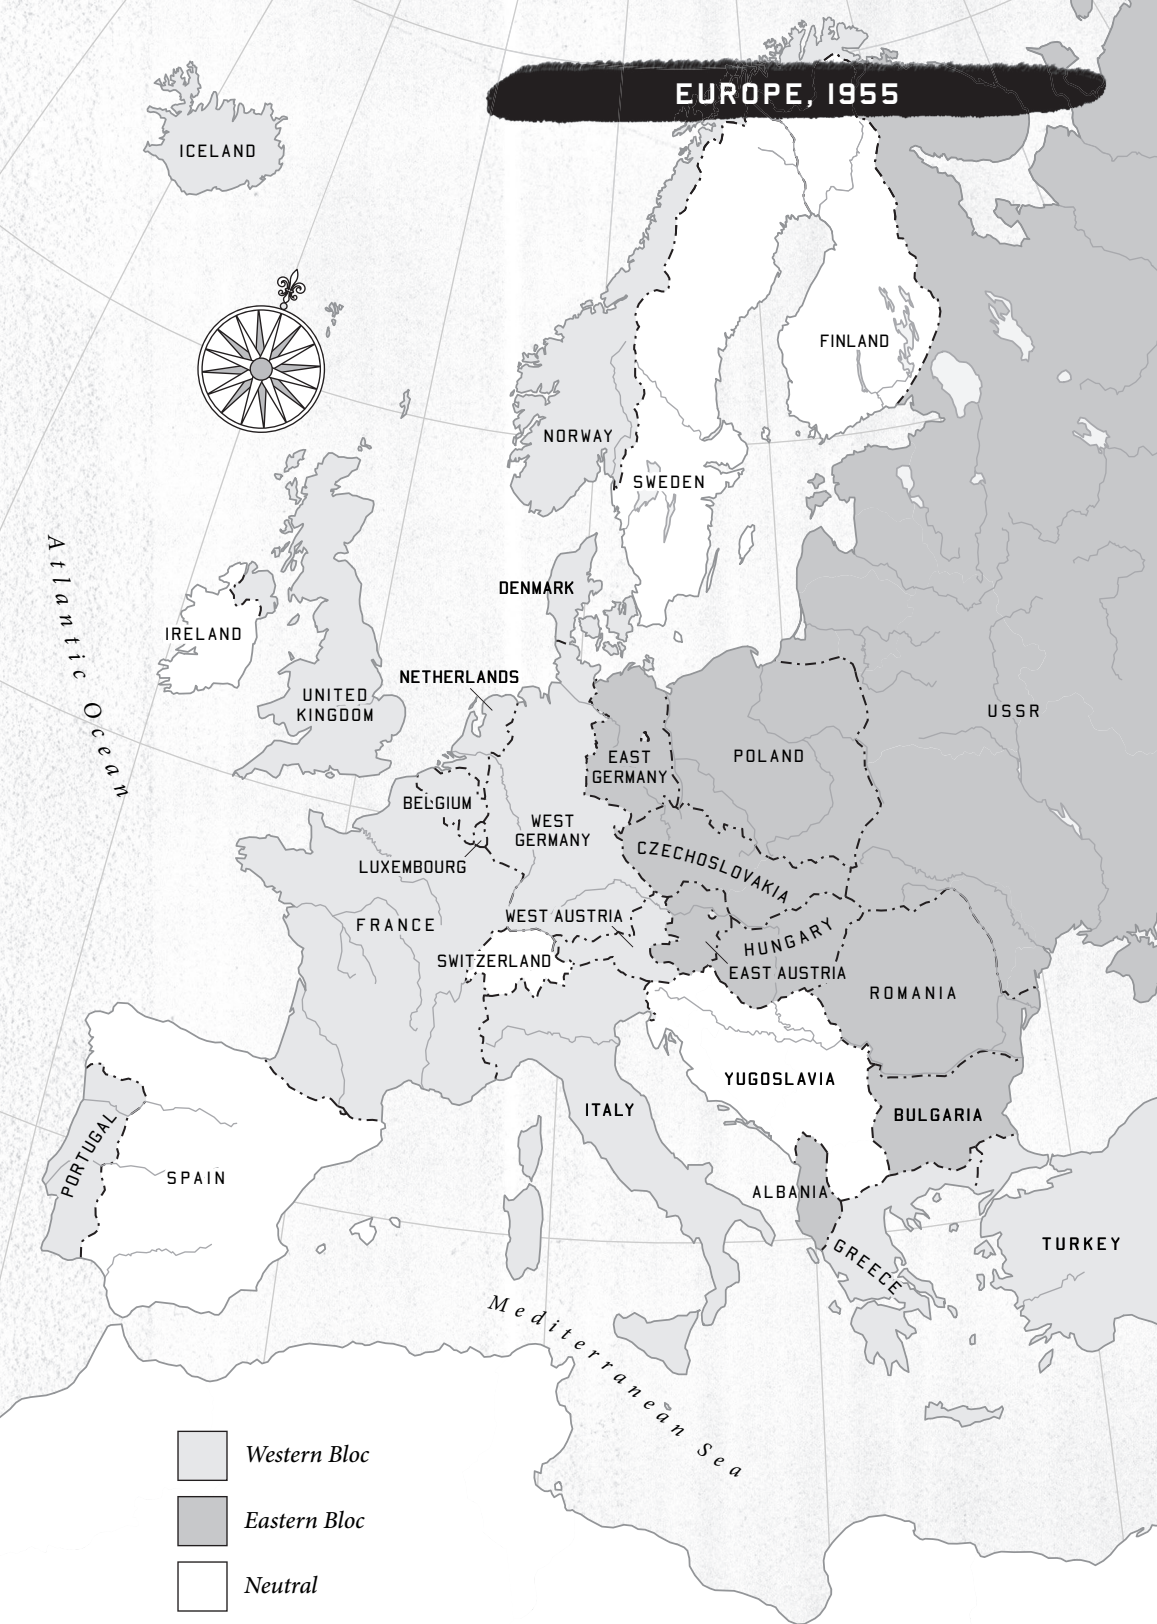 EUROPE, 1955
ICELAND
FINLAND
NORWAY
SWEDEN
Atlantic Ocean
DENMARK
IRELAND
NETHERLANDS
UNITED
KINGDOM
USSR
EAST
GERMANY
POLAND
BELGIUM
WEST
GERMANY
LUXEMBOURG
CZECHOSLOVAKIA
FRANCE
WEST AUSTRIA
HUNGARY
SWITZERLAND
EAST AUSTRIA
ROMANIA
YUGOSLAVIA
ITALY
BULGARIA
PORTUGAL
SPAIN
ALBANIA
GREECE
TURKEY
Mediterranean Sea
Western Bloc
Eastern Bloc
Neutral